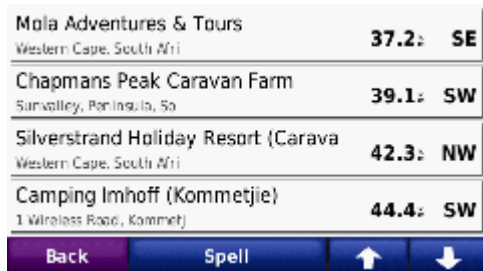 Mola Adventures & Tours
Western Cape, South Afri
37.2 SE
Chapmans Peak Caravan Farm
Sunvalley, Peninsula, So
39.1 SW
Silverstrand Holiday Resort (Carava
Western Cape, South Afri
42.3 NW
Camping Imhoff (Kommetjie)
1 Wireless Road, Kommetj
44.4 SW
Back Spell